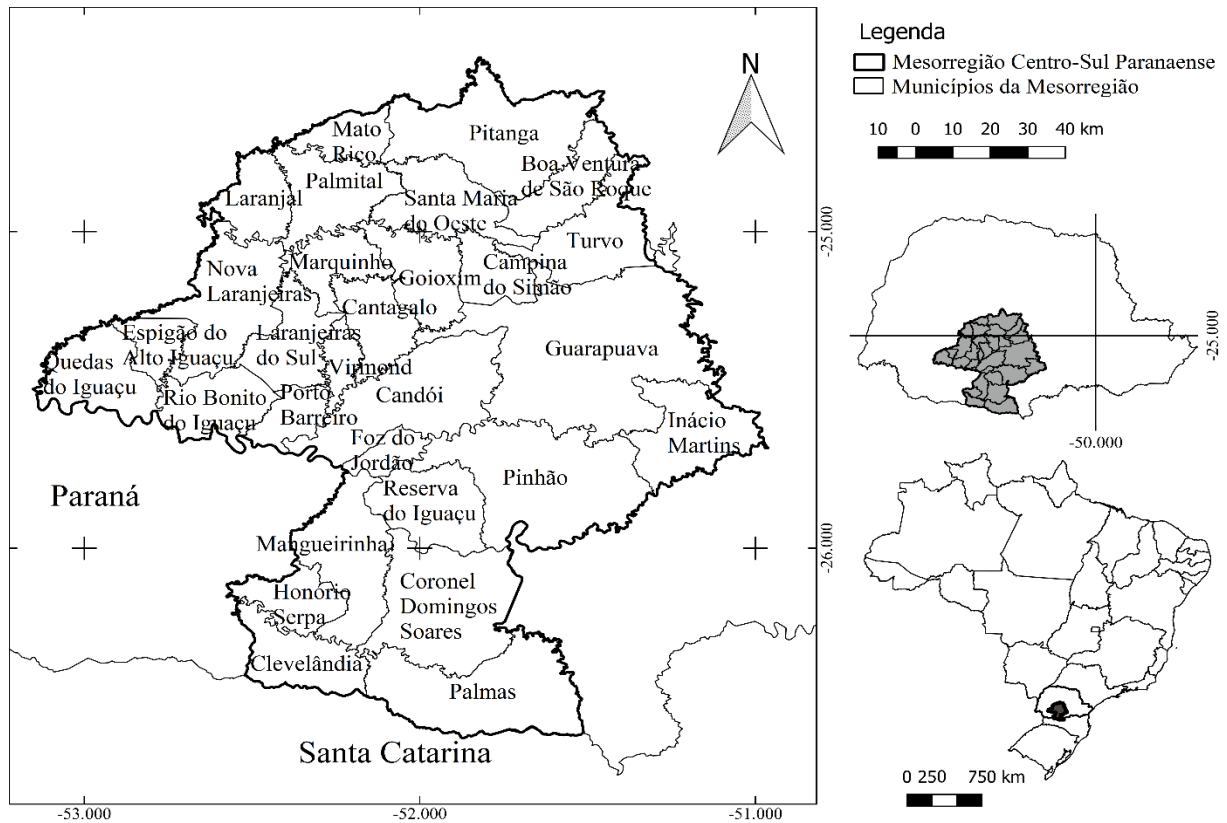 Mato
Rico
Pitanga
Boa Ventura
de São Roque
Palmital
Laranjal
Santa Maria
do Oeste
Turvo
Nova
Laranjeiras
Marquinho
Goioxim
Campina
do Simão
Cantagalo
Espigão do
Alto Iguaçu
Laranjeiras
do Sul
Guarapuava
Quedas
do Iguaçu
Virmond
Candói
Rio Bonito
do Iguaçu
Porto
Barreiro
Inácio
Martins
Foz do
Jordão
Pinhão
Reserva
do Iguaçu
Paraná
Mangueirinha
Coronel
Domingos
Soares
Honório
Serpa
Clevelândia
Palmas
Santa Catarina
N
-25.000
-26.000
-53.000
-52.000
-51.000
Legenda
Mesorregião Centro-Sul Paranaense
Municípios da Mesorregião
10 0 10 20 30 40 km
-25.000
-50.000
0 250 750 km